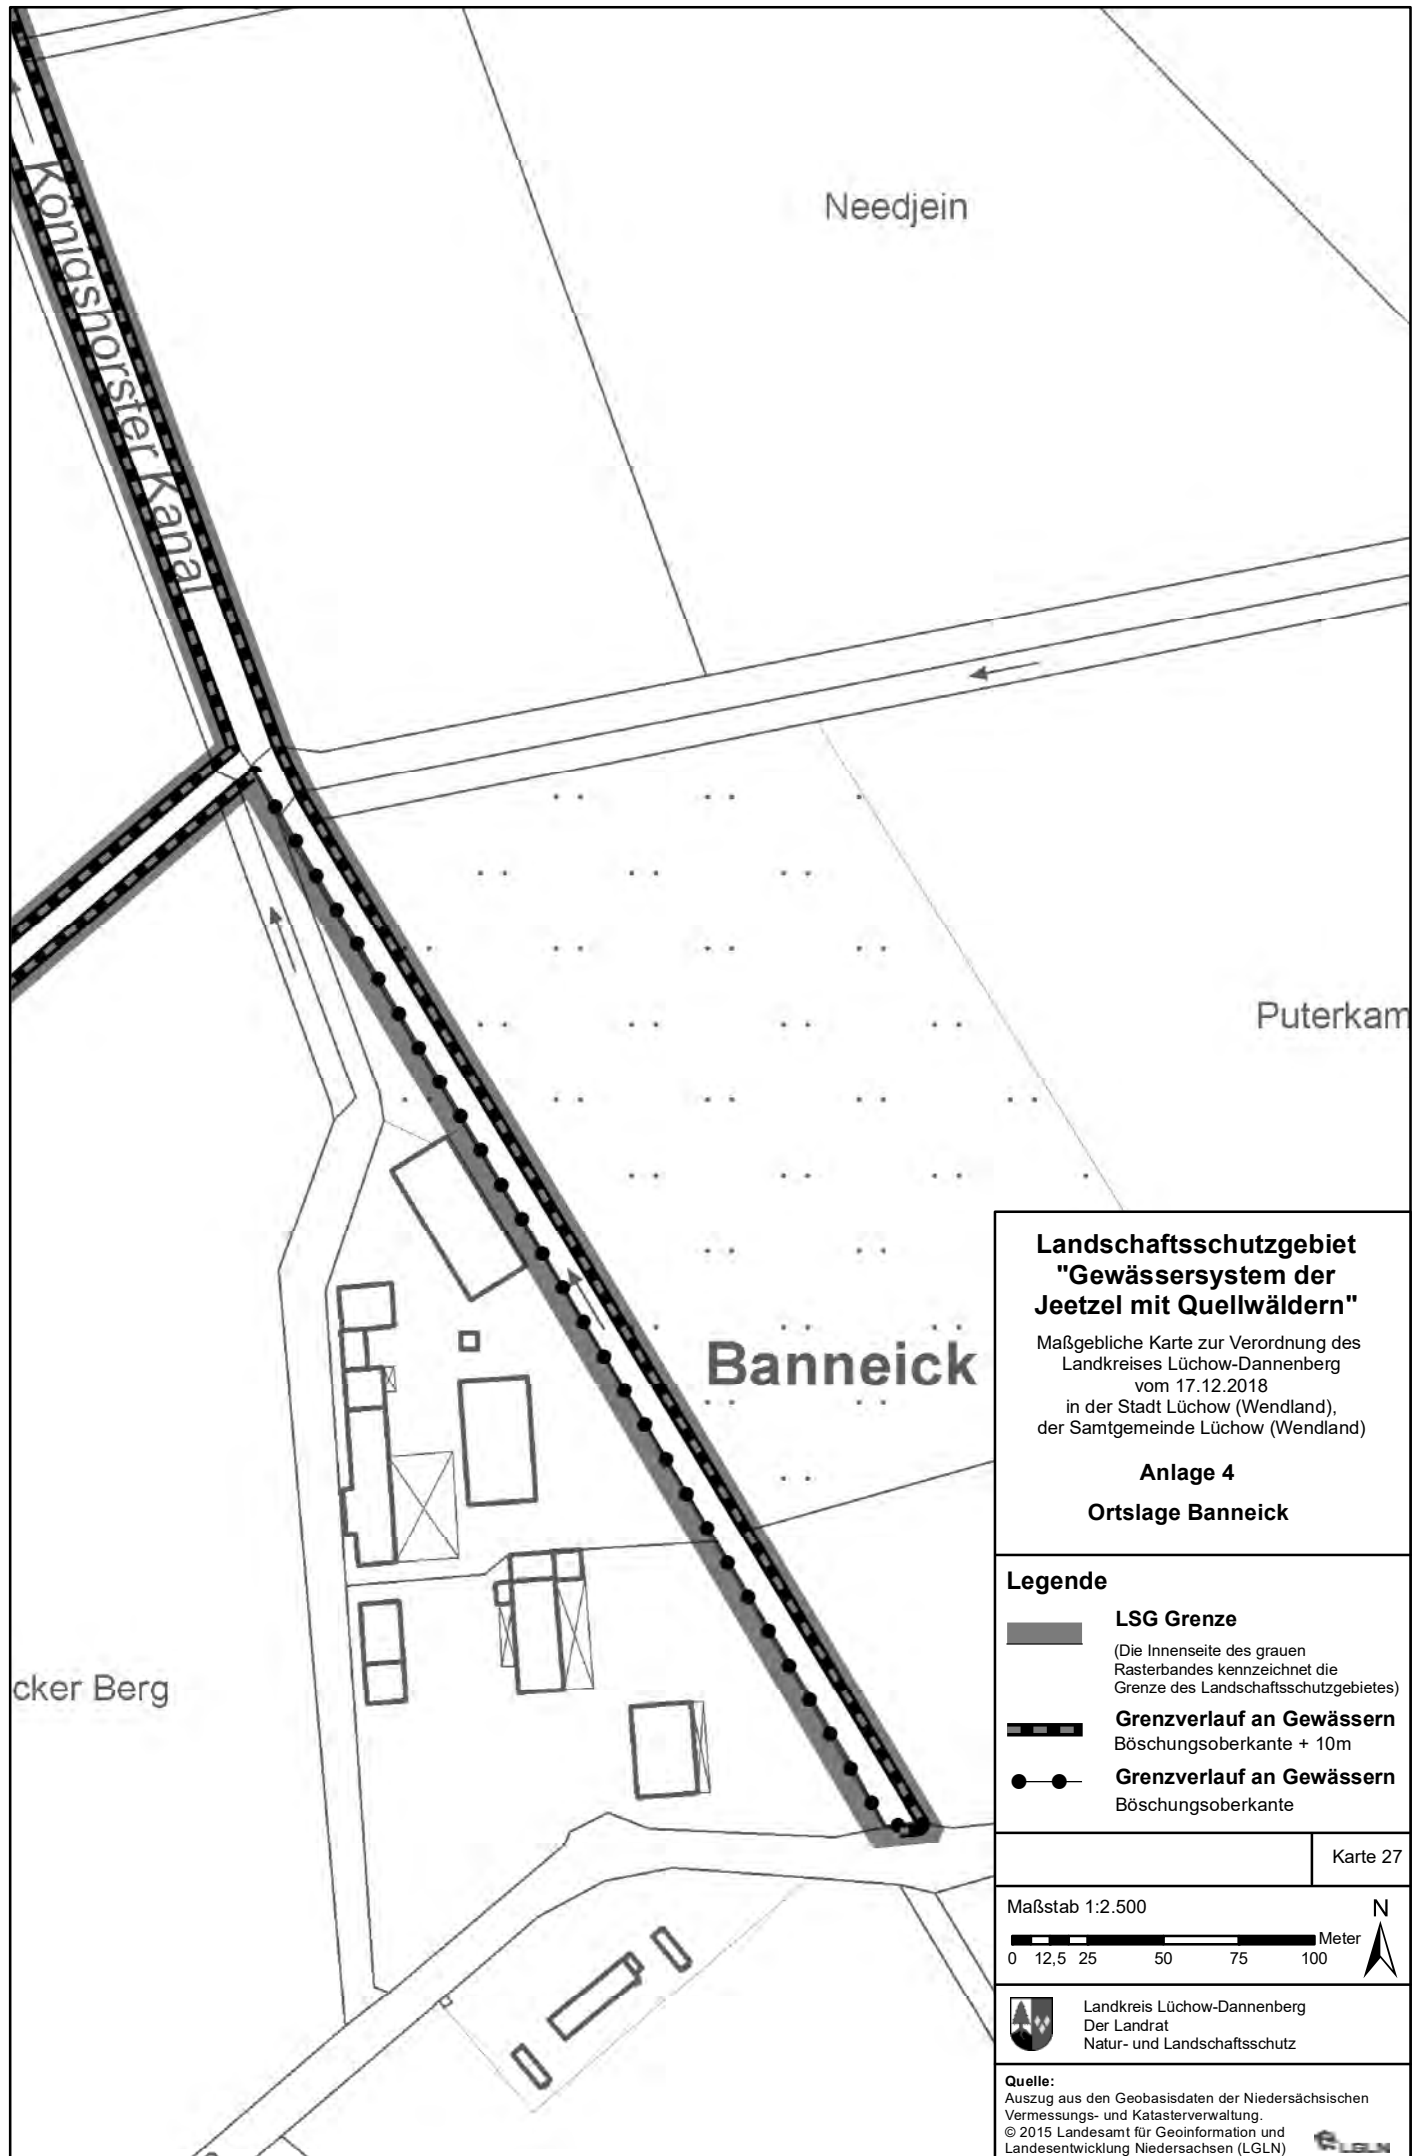 Needjein
Königshorster Kanal
Puterkam
Banneick
cker Berg
Landschaftsschutzgebiet
"Gewässersystem der
Jeetzel mit Quellwäldern"
Maßgebliche Karte zur Verordnung des
Landkreises Lüchow-Dannenberg
vom 17.12.2018
in der Stadt Lüchow (Wendland),
der Samtgemeinde Lüchow (Wendland)
Anlage 4
Ortslage Banneick
Legende
LSG Grenze
(Die Innenseite des grauen
Rasterbandes kennzeichnet die
Grenze des Landschaftsschutzgebietes)
Grenzverlauf an Gewässern
Böschungsoberkante + 10m
Grenzverlauf an Gewässern
Böschungsoberkante
Karte 27
Maßstab 1:2.500
N
Meter
0 12,5 25 50 75 100
Landkreis Lüchow-Dannenberg
Der Landrat
Natur- und Landschaftsschutz
Quelle:
Auszug aus den Geobasisdaten der Niedersächsischen
Vermessungs- und Katasterverwaltung.
© 2015 Landesamt für Geoinformation und
Landesentwicklung Niedersachsen (LGLN)
LGLN